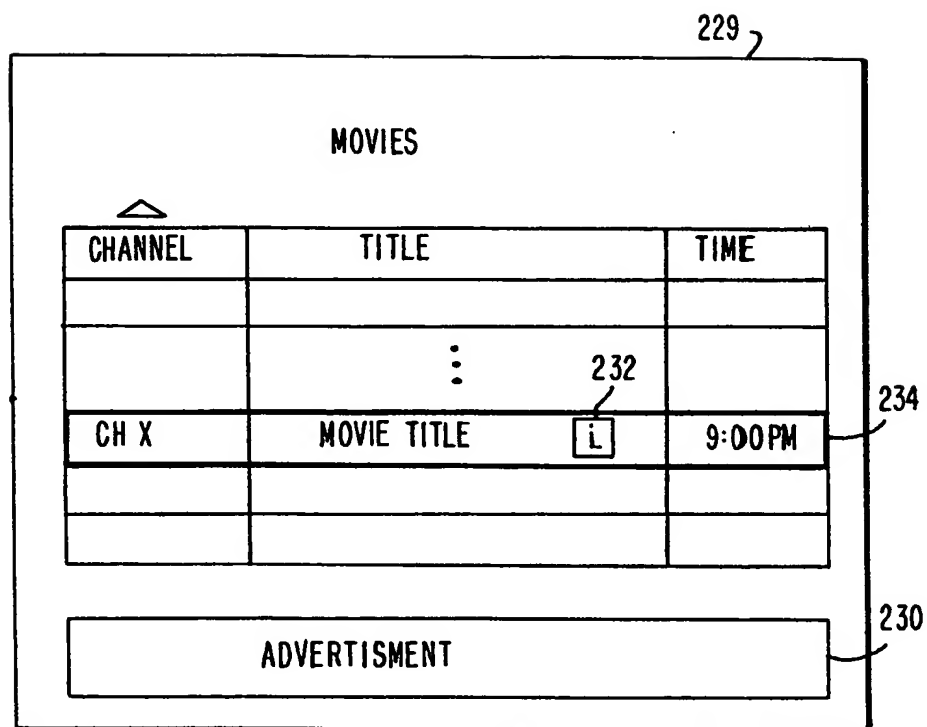 229
MOVIES
CHANNEL TITLE TIME
232
CH X MOVIE TITLE i 9:00PM
234
ADVERTISMENT
230